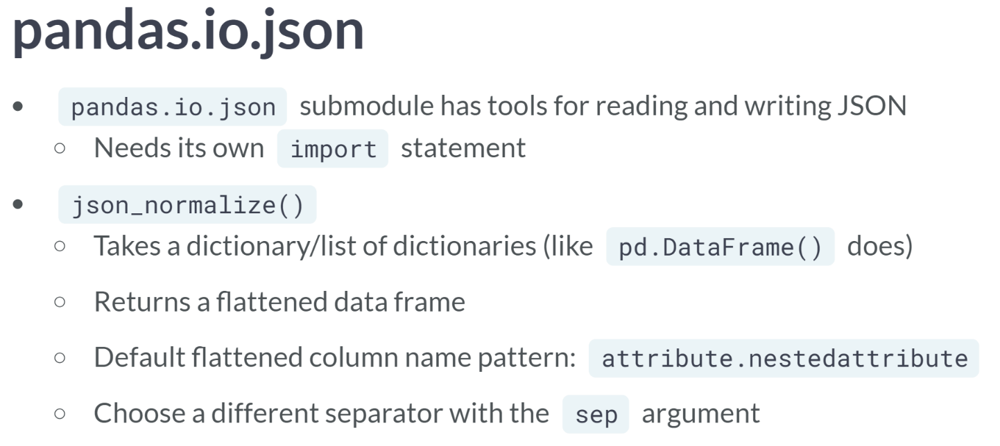 pandas.io.json
• pandas.io.json submodule has tools for reading and writing JSON
○ Needs its own import statement
• json_normalize()
○ Takes a dictionary/list of dictionaries (like pd.DataFrame() does)
○ Returns a flattened data frame
○ Default flattened column name pattern: attribute.nestedattribute
○ Choose a different separator with the sep argument